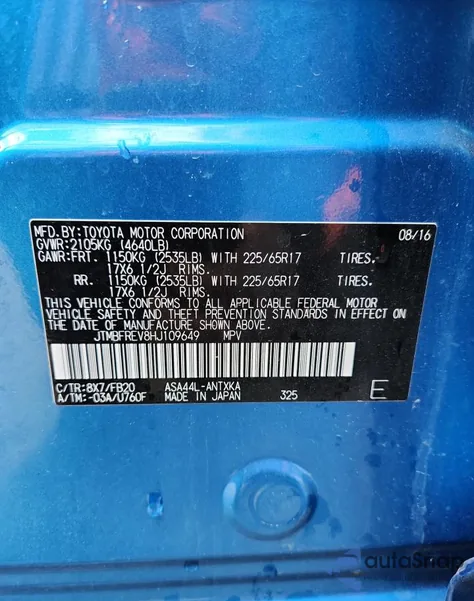 MFD.BY:TOYOTA MOTOR CORPORATION 08/16
GVWR:2105KG (4640LB)
GAWR:FRT. 1150KG (2535LB) WITH 225/65R17 TIRES.
17X6 1/2J RIMS.
RR. 1150KG (2535LB) WITH 225/65R17 TIRES.
17X6 1/2J RIMS.
THIS VEHICLE CONFORMS TO ALL APPLICABLE FEDERAL MOTOR
VEHICLE SAFETY AND THEFT PREVENTION STANDARDS IN EFFECT ON
THE DATE OF MANUFACTURE SHOWN ABOVE.
JTMBFREV8HJ109649 MPV
C/TR:8X7/FB20 ASA44L-ANTXKA
A/TM:-03A/U760F MADE IN JAPAN 325 E
autoSnap